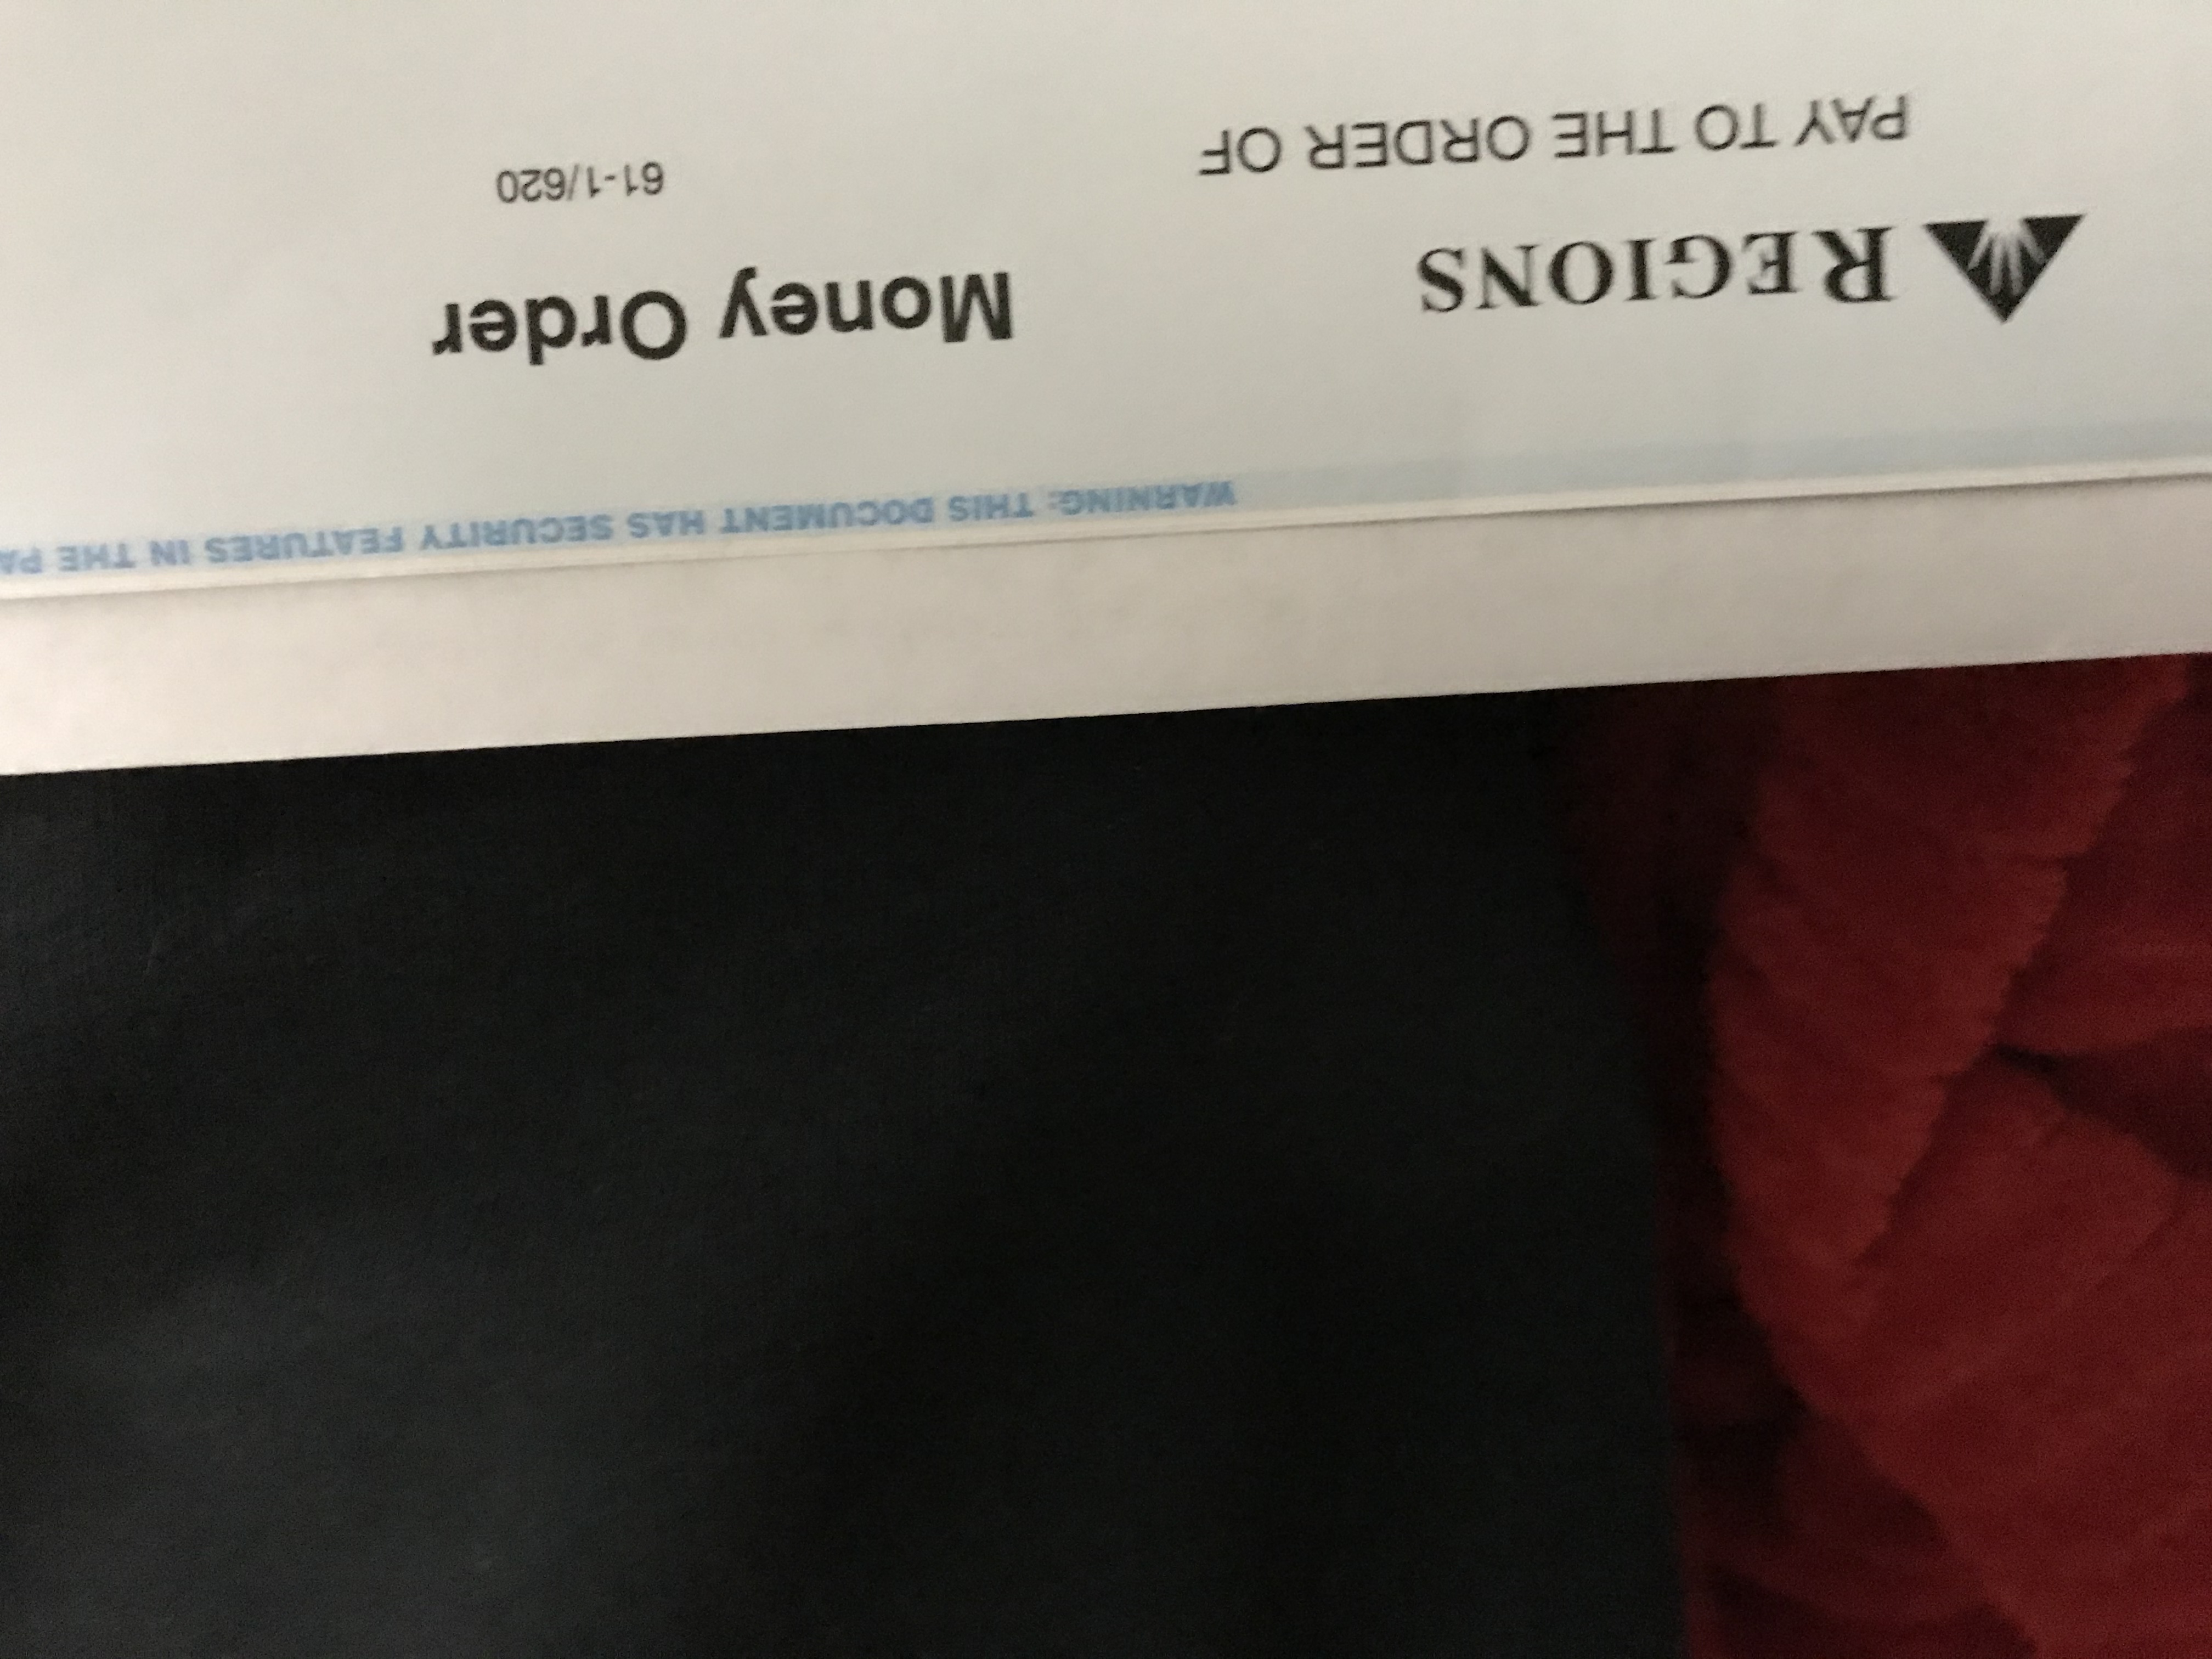 WARNING: THIS DOCUMENT HAS SECURITY FEATURES IN THE
REGIONS
Money Order
61-1/620
PAY TO THE ORDER OF